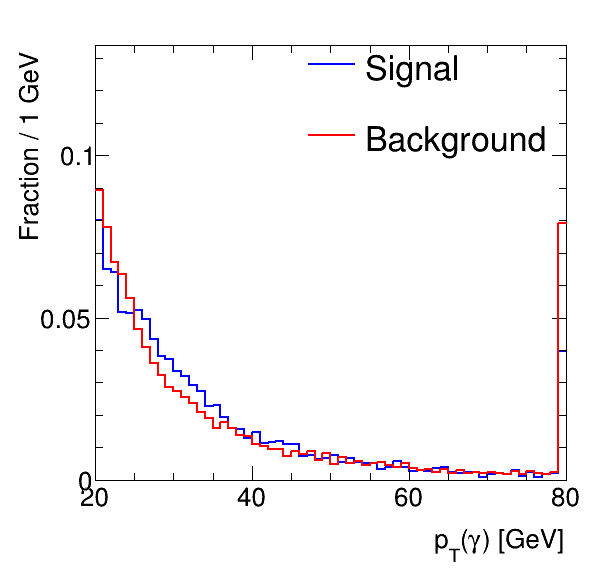 Signal
Background
Fraction / 1 GeV
0.1
0.05
0
20 40 60 80
p_T(γ) [GeV]